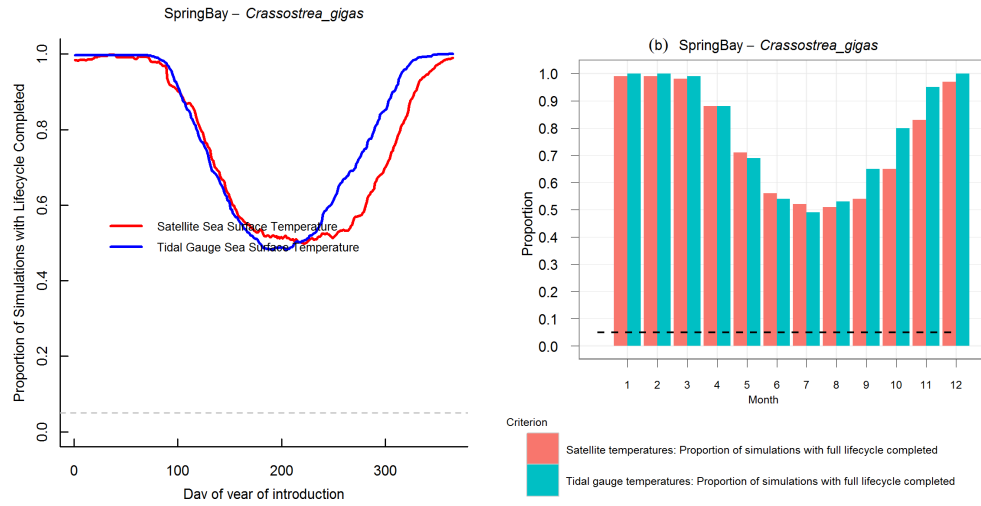 SpringBay – Crassostrea_gigas
Proportion of Simulations with Lifecycle Completed
1.0
0.8
0.6
0.4
0.2
0.0
Satellite Sea Surface Temperature
Tidal Gauge Sea Surface Temperature
0 100 200 300
Day of year of introduction
(b) SpringBay – Crassostrea_gigas
Proportion
1.0
0.9
0.8
0.7
0.6
0.5
0.4
0.3
0.2
0.1
0.0
1 2 3 4 5 6 7 8 9 10 11 12
Month
Criterion
Satellite temperatures: Proportion of simulations with full lifecycle completed
Tidal gauge temperatures: Proportion of simulations with full lifecycle completed